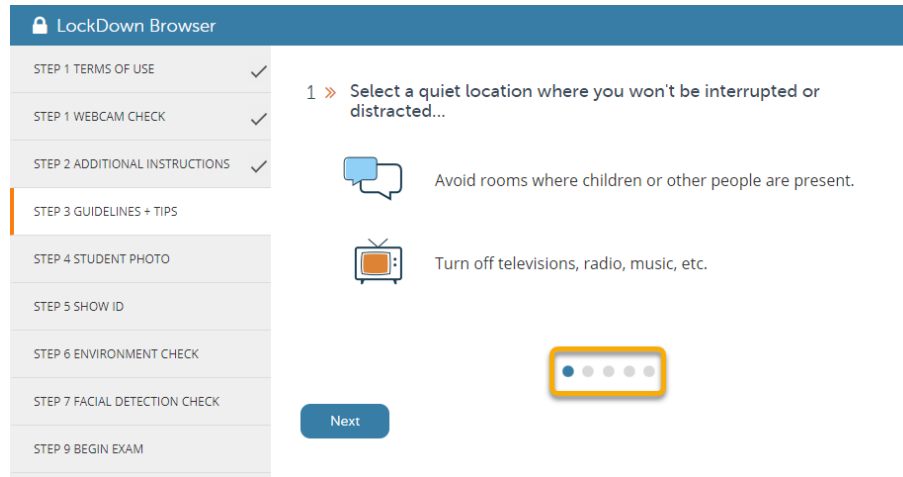 LockDown Browser
STEP 1 TERMS OF USE
STEP 1 WEBCAM CHECK
STEP 2 ADDITIONAL INSTRUCTIONS
STEP 3 GUIDELINES + TIPS
STEP 4 STUDENT PHOTO
STEP 5 SHOW ID
STEP 6 ENVIRONMENT CHECK
STEP 7 FACIAL DETECTION CHECK
STEP 9 BEGIN EXAM
1 » Select a quiet location where you won't be interrupted or
distracted...
Avoid rooms where children or other people are present.
Turn off televisions, radio, music, etc.
Next